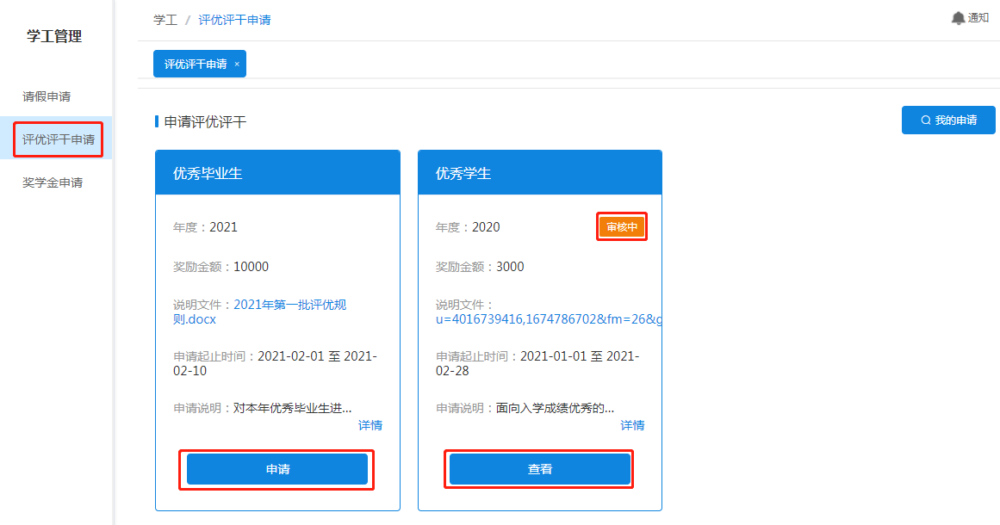 学工管理
请假申请
评优评干申请
奖学金申请
学工 / 评优评干申请
通知
评优评干申请 ×
申请评优评干
我的申请
优秀毕业生
年度：2021
奖励金额：10000
说明文件：2021年第一批评优规
则.docx
申请起止时间：2021-02-01 至 2021-
02-10
申请说明：对本年优秀毕业生进...
详情
申请
优秀学生
年度：2020
审核中
奖励金额：3000
说明文件：
u=4016739416,1674786702&fm=26&g
申请起止时间：2021-01-01 至 2021-
02-28
申请说明：面向入学成绩优秀的...
详情
查看